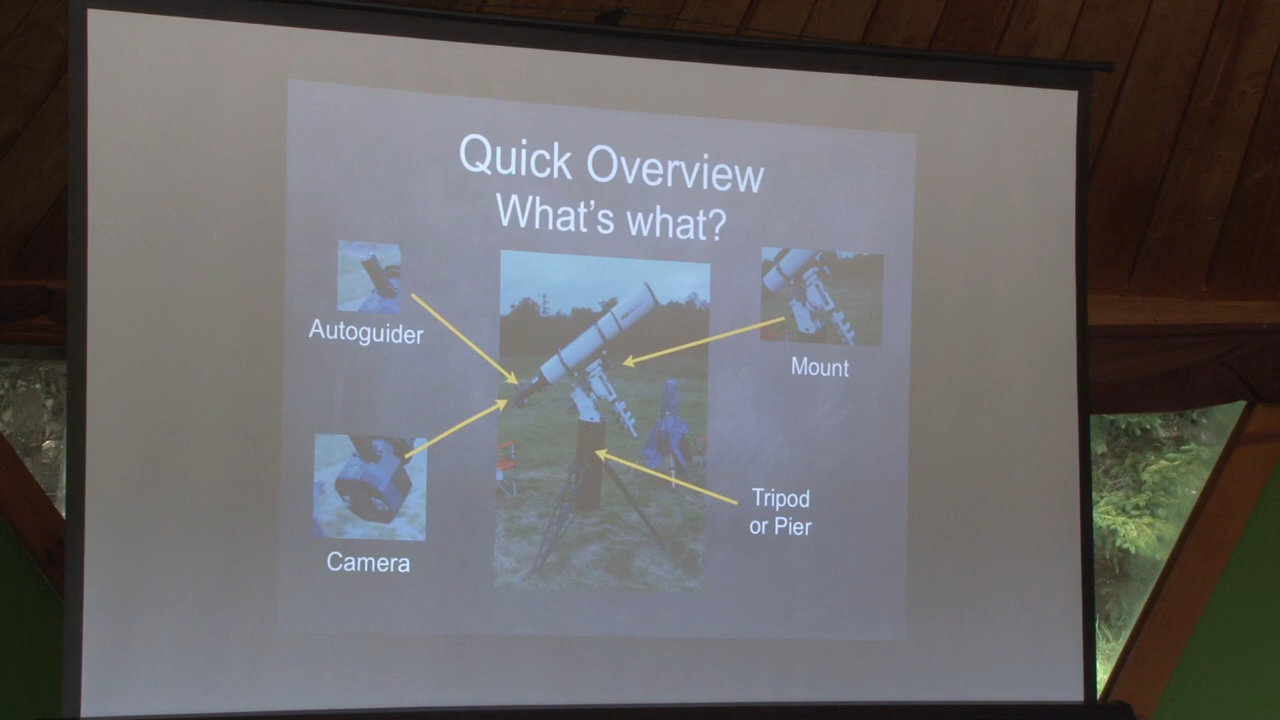 Quick Overview
What's what?
Autoguider
Mount
Camera
Tripod
or Pier